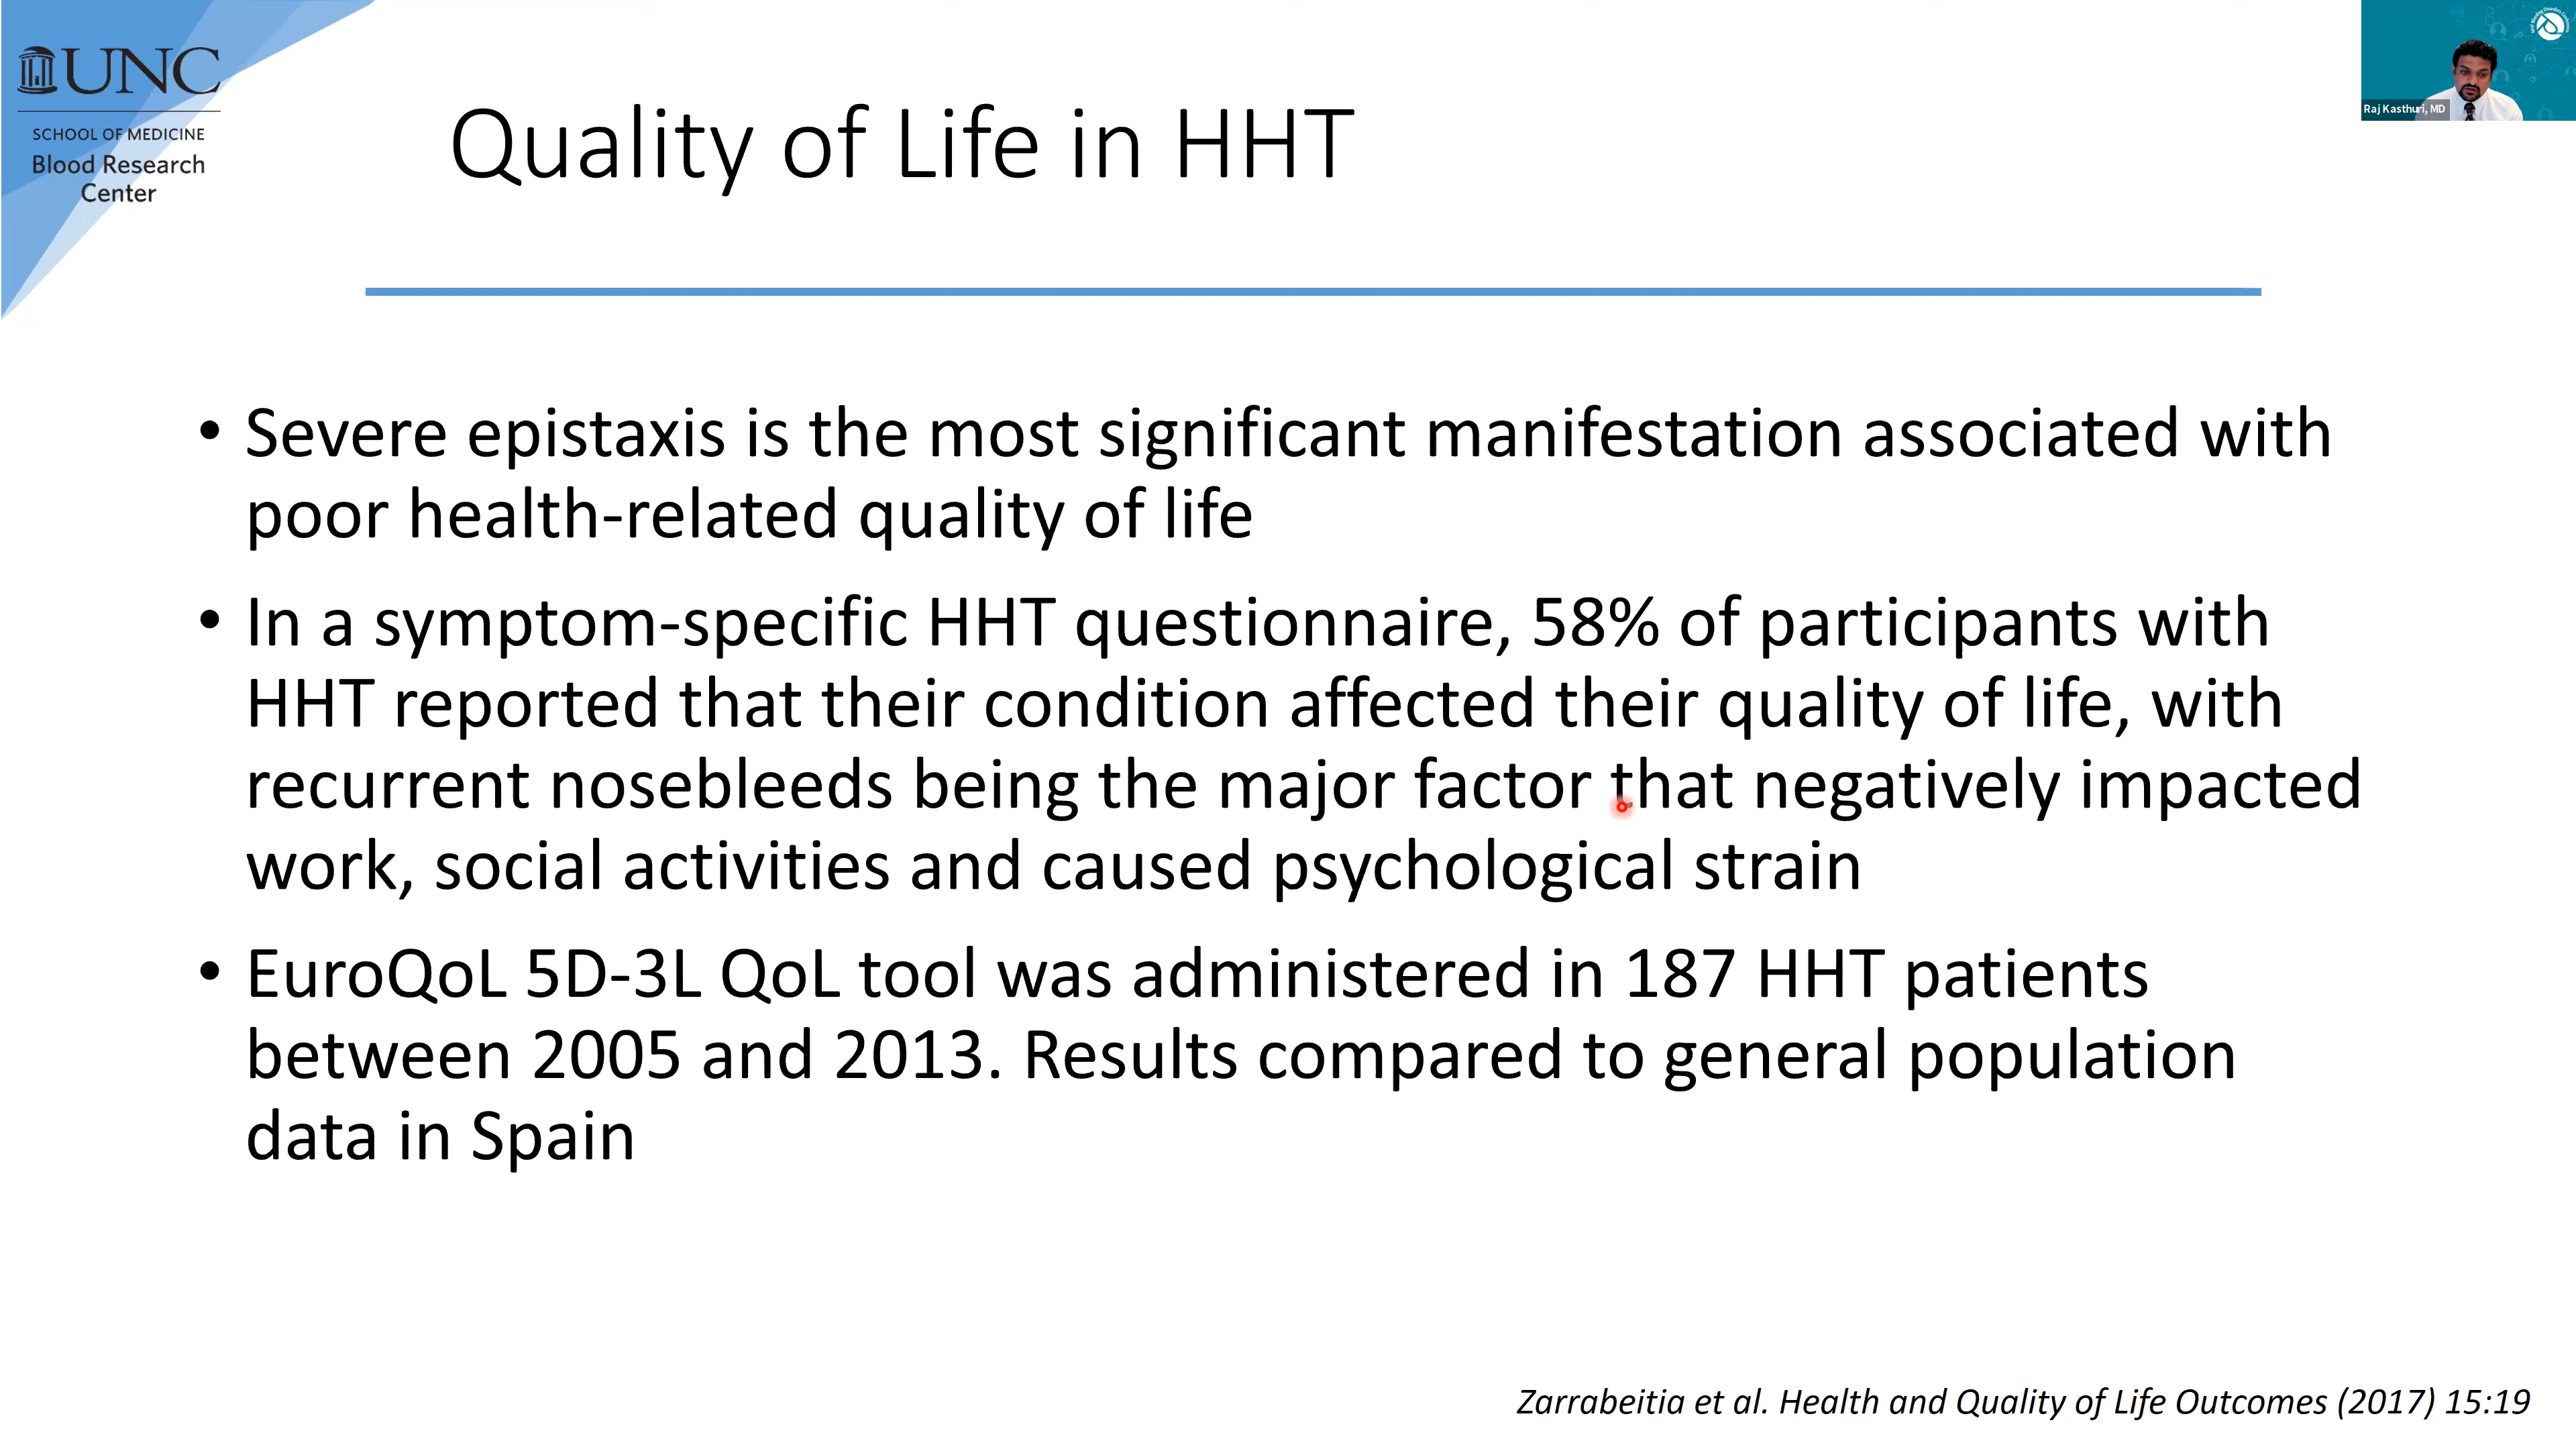 UNC
SCHOOL OF MEDICINE
Blood Research
Center
Quality of Life in HHT
Raj Kasthuri, MD
• Severe epistaxis is the most significant manifestation associated with
poor health-related quality of life
• In a symptom-specific HHT questionnaire, 58% of participants with
HHT reported that their condition affected their quality of life, with
recurrent nosebleeds being the major factor that negatively impacted
work, social activities and caused psychological strain
• EuroQoL 5D-3L QoL tool was administered in 187 HHT patients
between 2005 and 2013. Results compared to general population
data in Spain
Zarrabeitia et al. Health and Quality of Life Outcomes (2017) 15:19